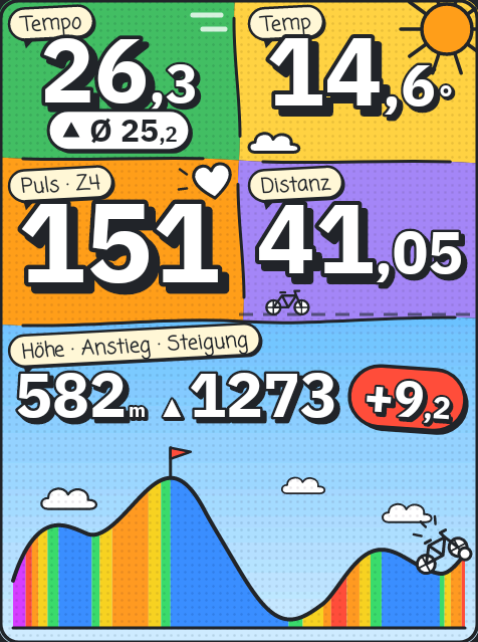 Tempo
26,3
▲ Ø 25,2
Temp
14,6°
Puls · Z4
151
Distanz
41,05
Höhe · Anstieg · Steigung
582m ▲1273 +9,2